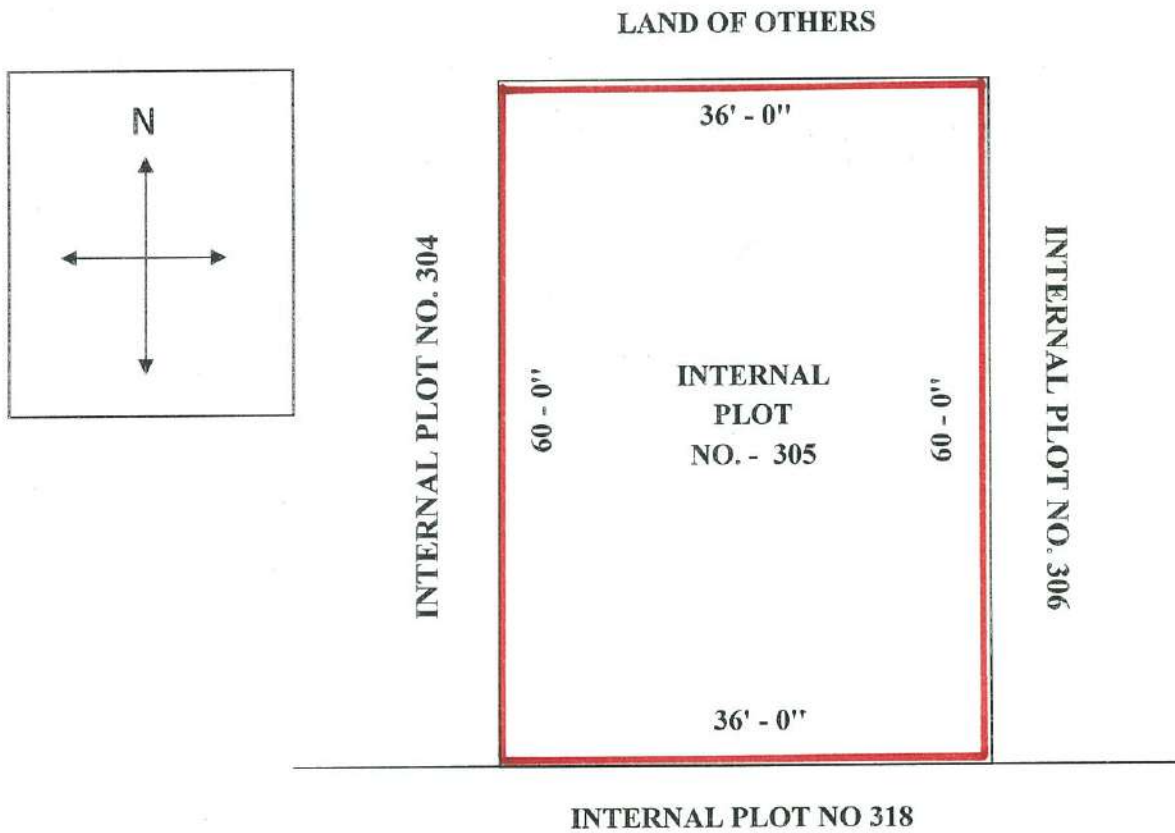 LAND OF OTHERS
N
36' - 0"
INTERNAL PLOT NO. 304
60 - 0"
INTERNAL
PLOT
NO. - 305
60 - 0"
INTERNAL PLOT NO. 306
36' - 0"
INTERNAL PLOT NO 318